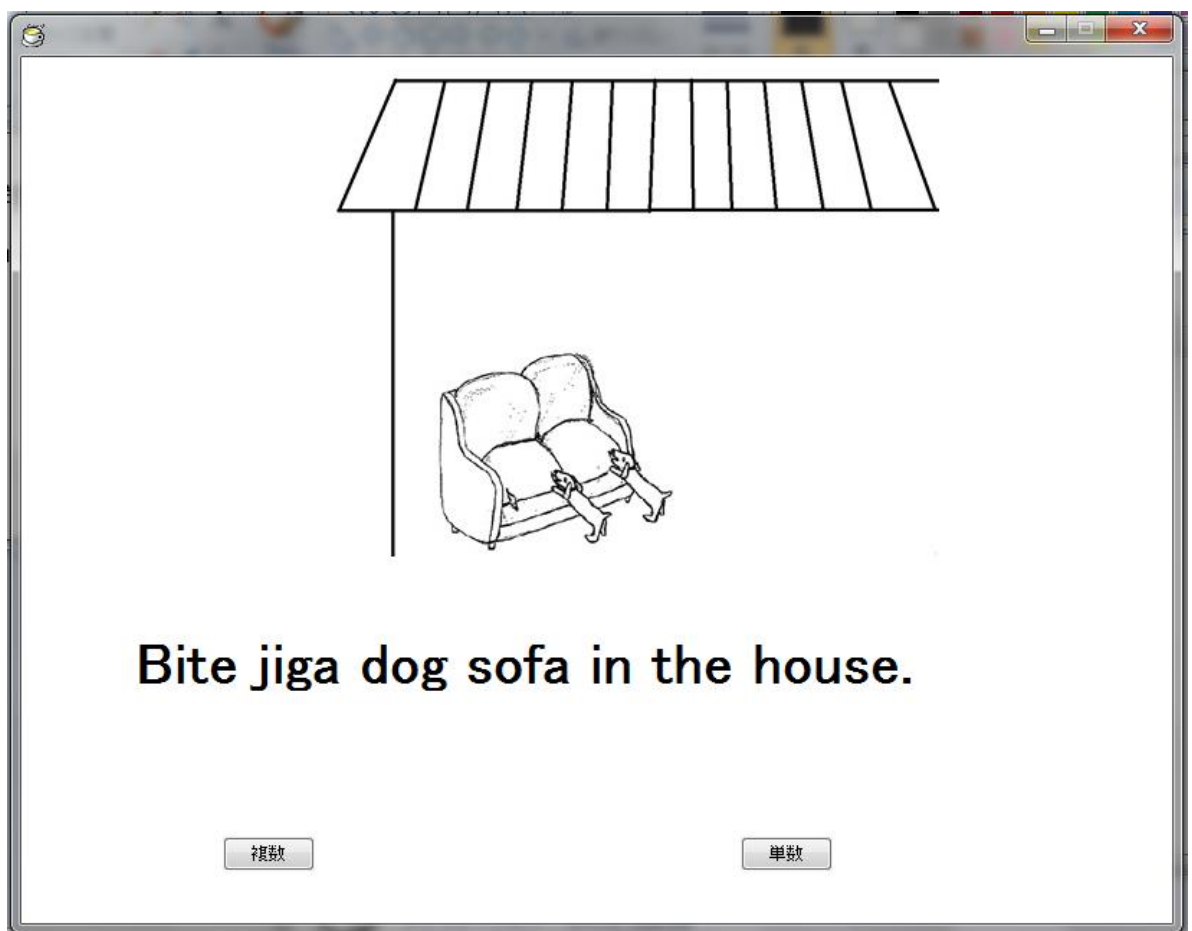 Bite jiga dog sofa in the house.
複数
単数